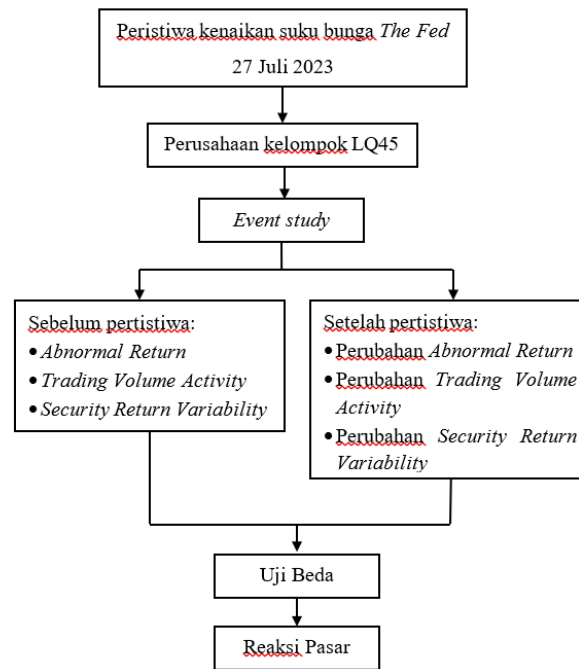 Peristiwa kenaikan suku bunga The Fed
27 Juli 2023
Perusahaan kelompok LQ45
Event study
Sebelum pertistiwa:
• Abnormal Return
• Trading Volume Activity
• Security Return Variability
Setelah pertistiwa:
• Perubahan Abnormal Return
• Perubahan Trading Volume
Activity
• Perubahan Security Return
Variability
Uji Beda
Reaksi Pasar